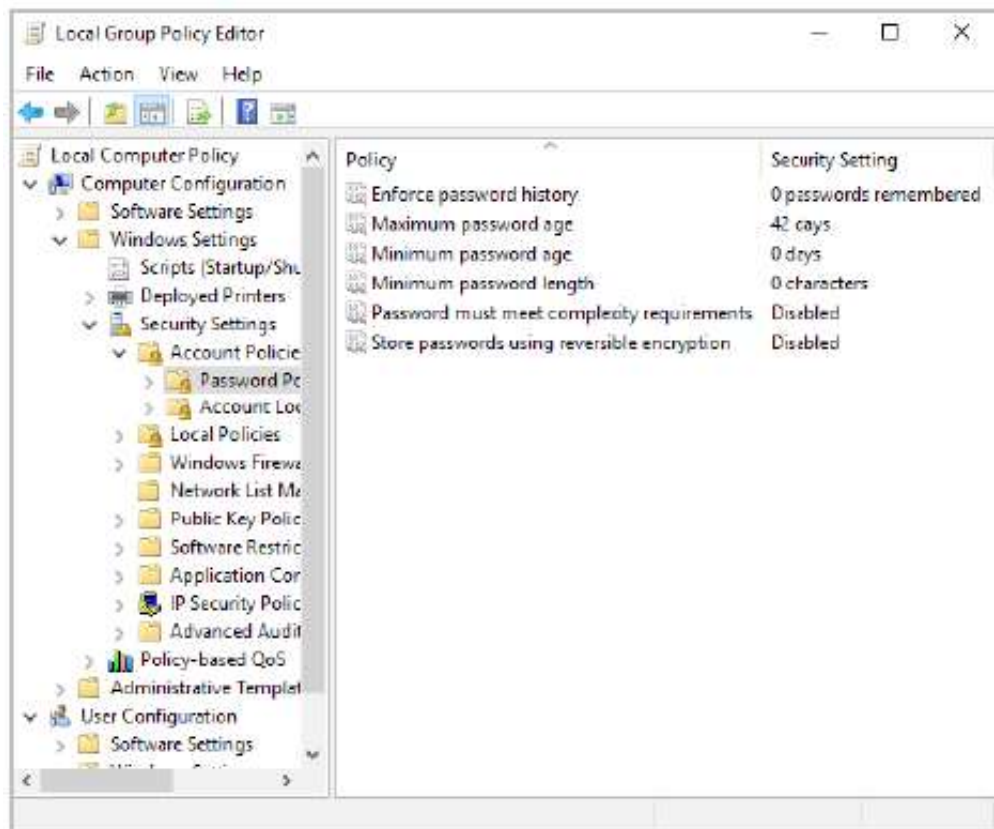 Local Group Policy Editor
File Action View Help
Local Computer Policy
Computer Configuration
Software Settings
Windows Settings
Scripts (Startup/Shu
Deployed Printers
Security Settings
Account Policie
Password Po
Account Loc
Local Policies
Windows Firewa
Network List Ma
Public Key Polic
Software Restric
Application Con
IP Security Polic
Advanced Audit
Policy-based QoS
Administrative Templat
User Configuration
Software Settings
Policy Security Setting
Enforce password history 0 passwords remembered
Maximum password age 42 days
Minimum password age 0 days
Minimum password length 0 characters
Password must meet complexity requirements Disabled
Store passwords using reversible encryption Disabled